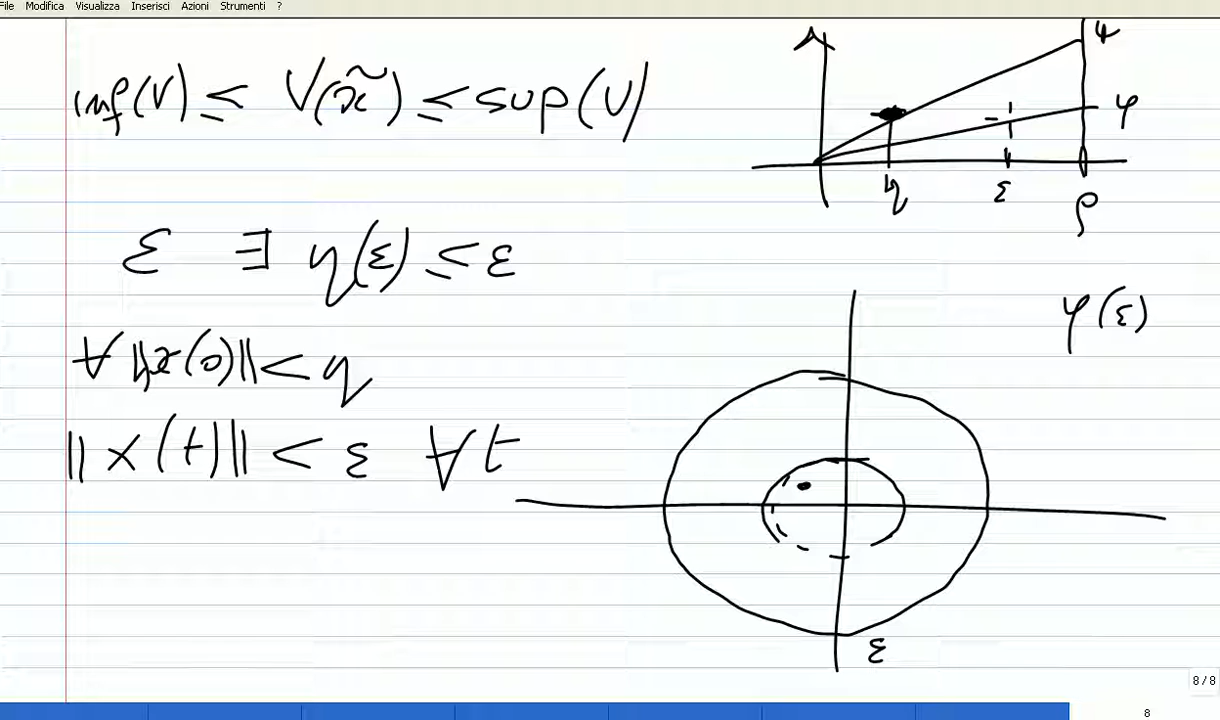 File Modifica Visualizza Inserisci Azioni Strumenti ?
inf(V) ≤ V(x̃) ≤ sup(V)
ψ
φ
η ε ρ
ε ∃ η(ε) ≤ ε
φ(ε)
∀ ||x(0)|| < η
||x(t)|| < ε ∀t
ε
8/8
8